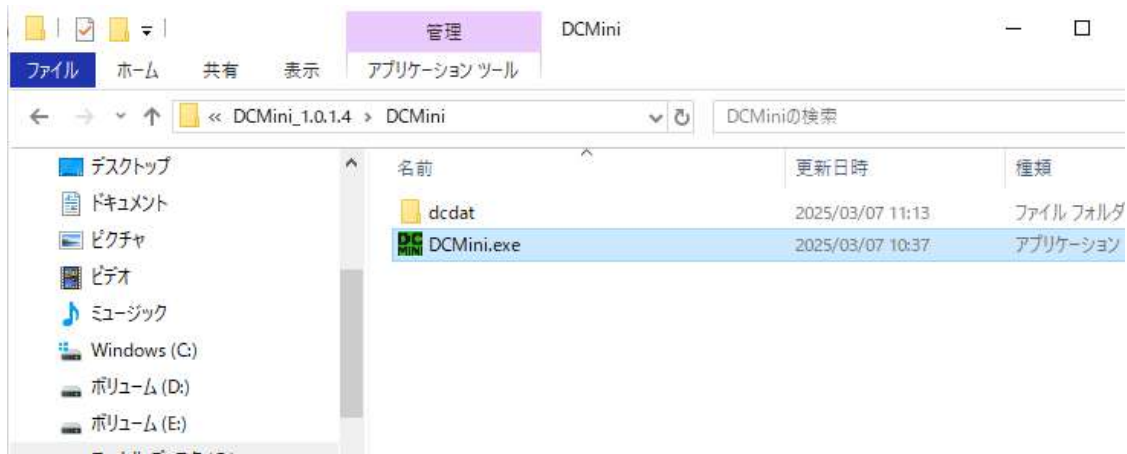 管理
DCMini
ファイル
ホーム
共有
表示
アプリケーション ツール
« DCMini_1.0.1.4 › DCMini
DCMiniの検索
デスクトップ
ドキュメント
ピクチャ
ビデオ
ミュージック
Windows (C:)
ボリューム (D:)
ボリューム (E:)
名前
更新日時
種類
dcdat
2025/03/07 11:13
ファイル フォルダ
DC MINI
DCMini.exe
2025/03/07 10:37
アプリケーション